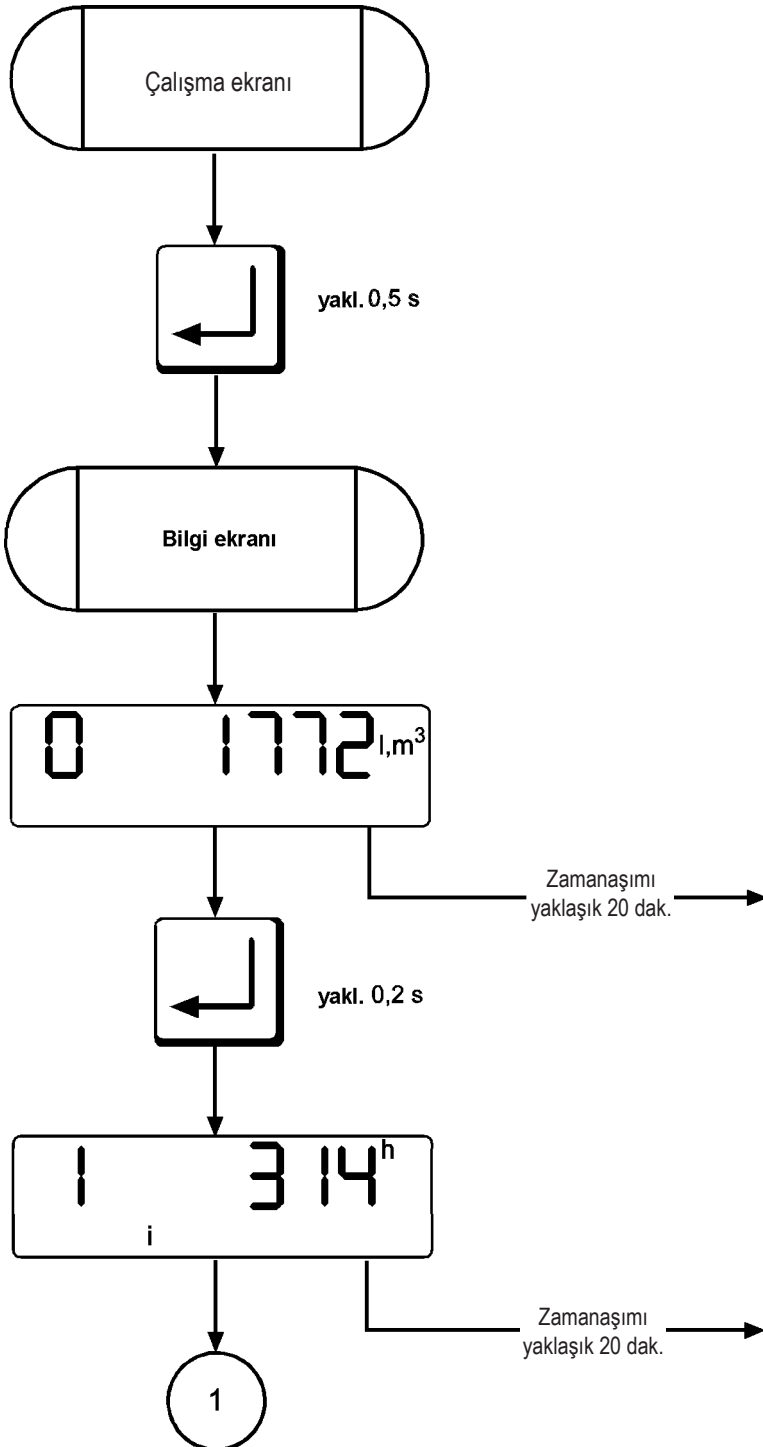 Çalışma ekranı
yakl. 0,5 s
Bilgi ekranı
0 1772 l,m³
Zamanaşımı
yaklaşık 20 dak.
yakl. 0,2 s
1 314 h
i
Zamanaşımı
yaklaşık 20 dak.
1